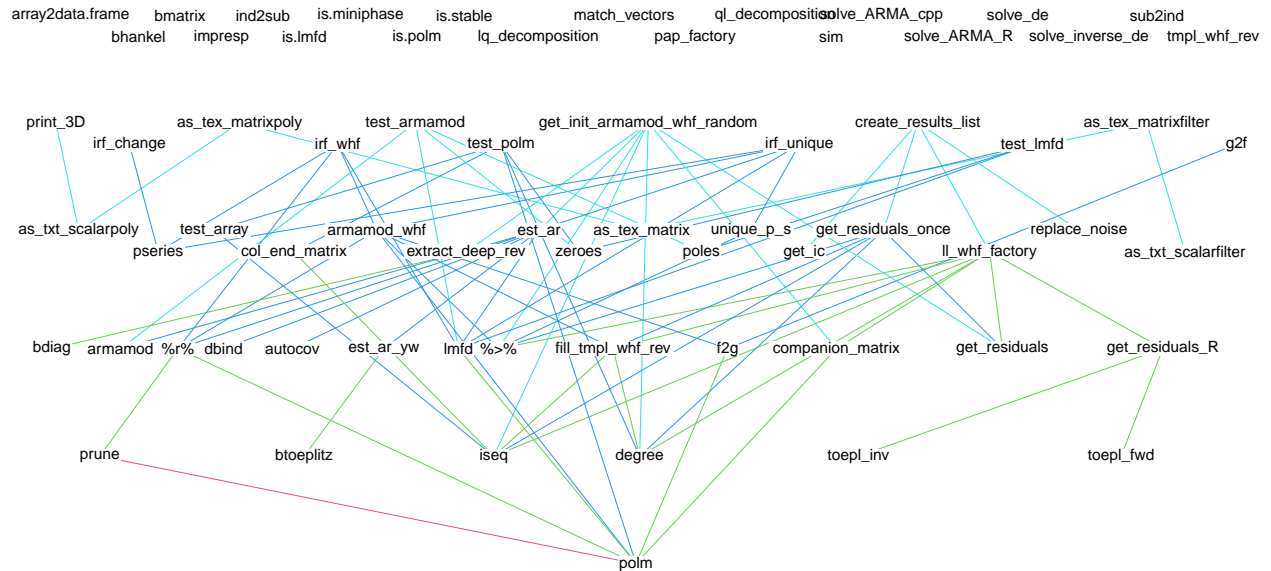 array2data.frame bmatrix ind2sub is.miniphase is.stable match_vectors ql_decomposition solve_ARMA_cpp solve_de sub2ind
bhankel impresp is.lmfd is.polm lq_decomposition pap_factory sim solve_ARMA_R solve_inverse_de tmpl_whf_rev
print_3D as_tex_matrixpoly test_armamod get_init_armamod_whf_random create_results_list as_tex_matrixfilter
irf_change irf_whf test_polm irf_unique test_lmfd g2f
as_txt_scalarpoly test_array armamod_whf est_ar as_tex_matrix unique_p_s get_residuals_once replace_noise
pseries col_end_matrix extract_deep_rev zeroes poles get_ic ll_whf_factory as_txt_scalarfilter
bdiag armamod %r% dbind autocov est_ar_yw lmfd %>% fill_tmpl_whf_rev f2g companion_matrix get_residuals get_residuals_R
prune btoeplitz iseq degree toepl_inv toepl_fwd
polm